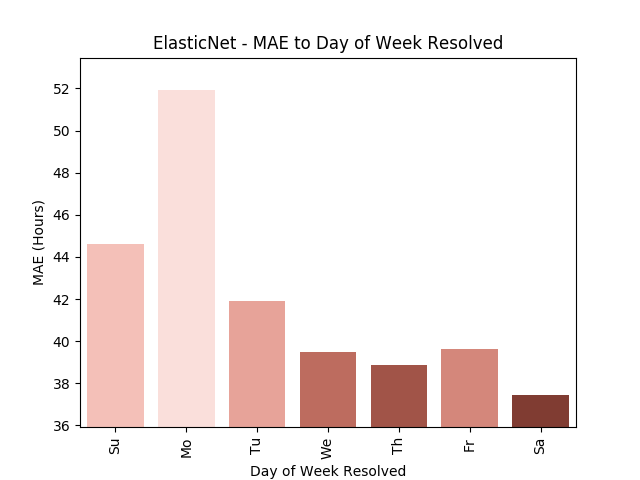 ElasticNet - MAE to Day of Week Resolved
MAE (Hours)
52
50
48
46
44
42
40
38
36
Su
Mo
Tu
We
Th
Fr
Sa
Day of Week Resolved